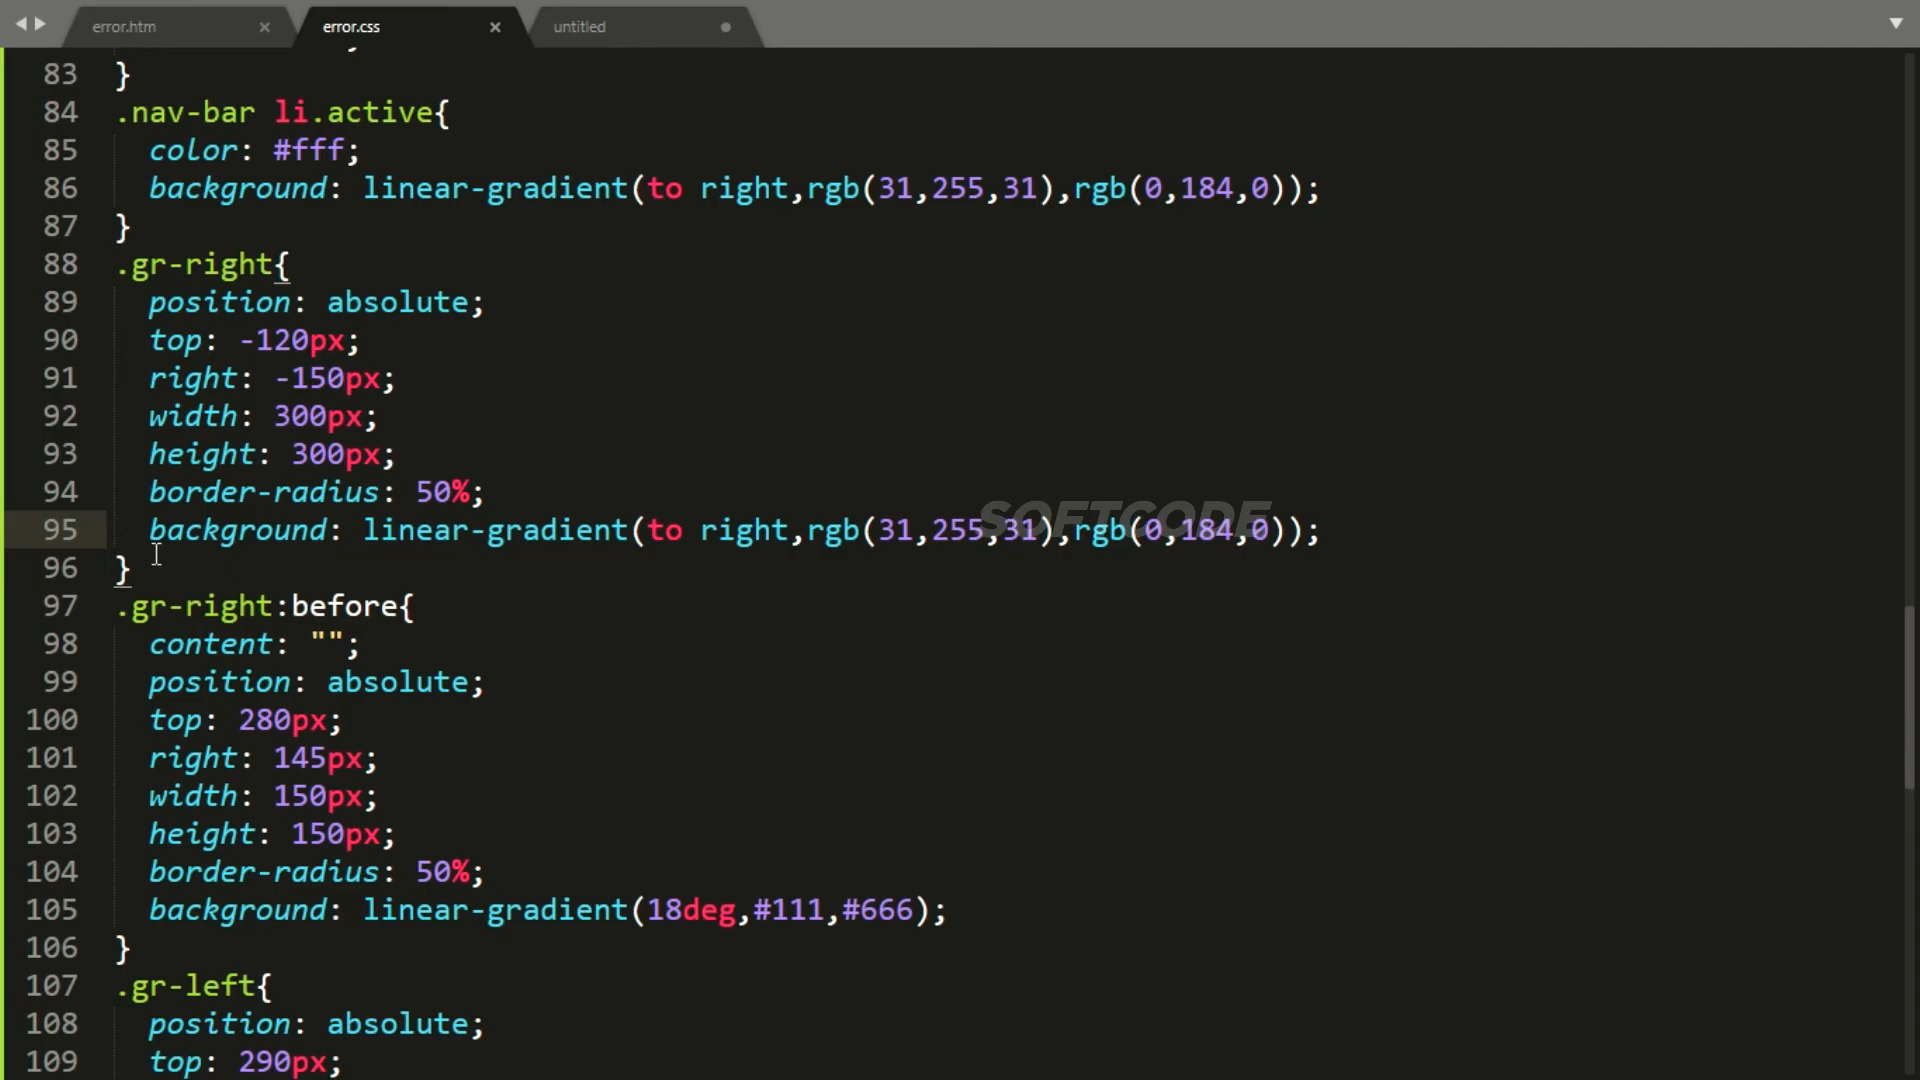 error.htm
error.css
untitled
83 }
84 .nav-bar li.active{
85 color: #fff;
86 background: linear-gradient(to right,rgb(31,255,31),rgb(0,184,0));
87 }
88 .gr-right{
89 position: absolute;
90 top: -120px;
91 right: -150px;
92 width: 300px;
93 height: 300px;
94 border-radius: 50%;
95 background: linear-gradient(to right,rgb(31,255,31),rgb(0,184,0));
SOFTCODE
96 }
97 .gr-right:before{
98 content: "";
99 position: absolute;
100 top: 280px;
101 right: 145px;
102 width: 150px;
103 height: 150px;
104 border-radius: 50%;
105 background: linear-gradient(18deg,#111,#666);
106 }
107 .gr-left{
108 position: absolute;
109 top: 290px;